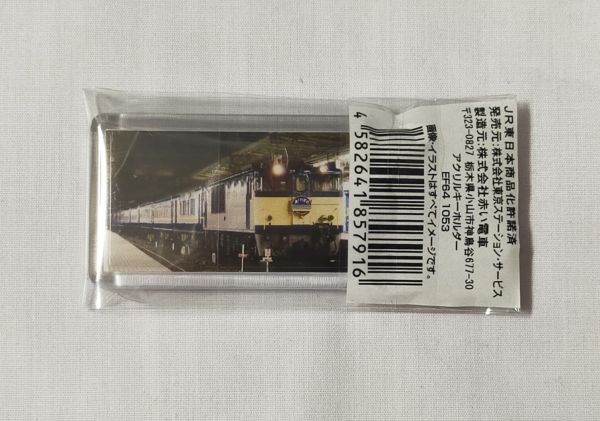 JR東日本商品化許諾済
発売元:株式会社東京ステーション・サービス
製造元:株式会社赤い電車
〒323-0827 栃木県小山市神鳥谷677-30
アクリルキーホルダー
EF64 1053
画像・イラストはすべてイメージです。
4 582641 857916